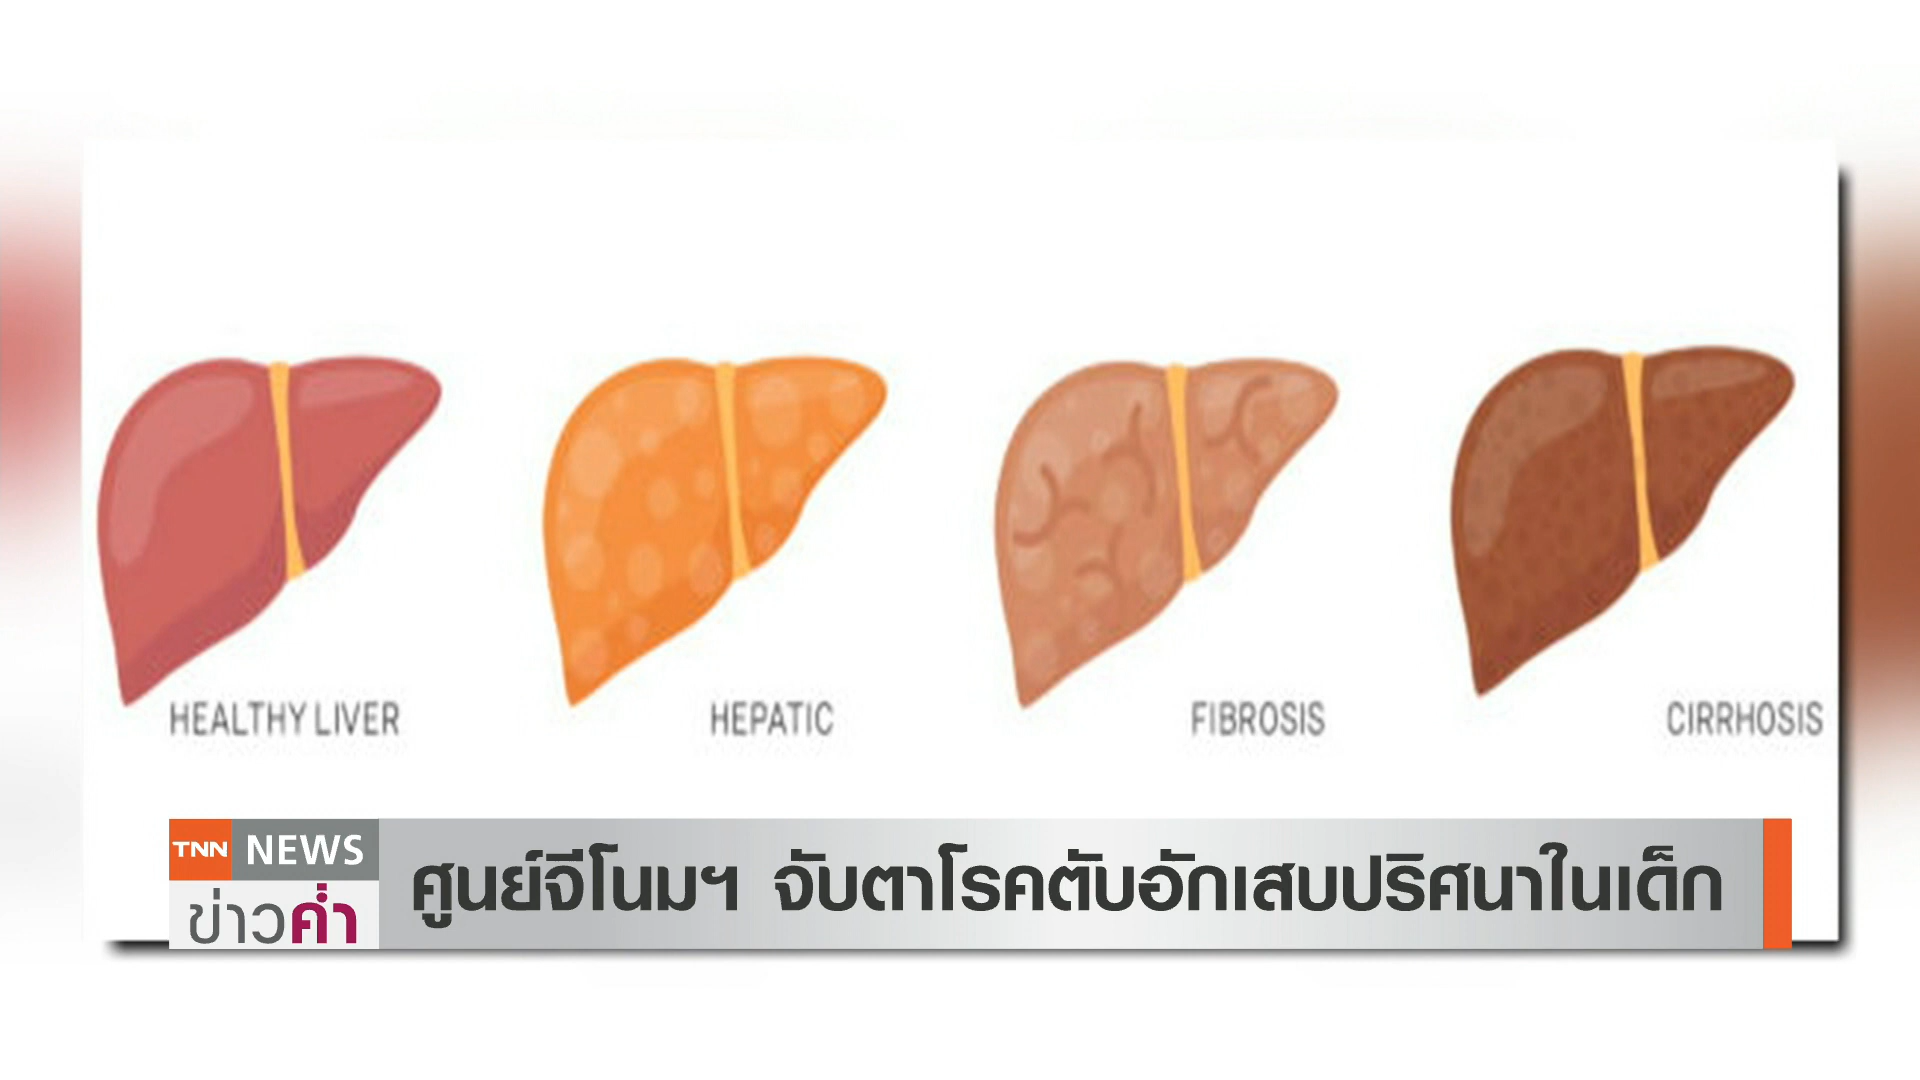 HEALTHY LIVER
HEPATIC
FIBROSIS
CIRRHOSIS
TNN NEWS
ข่าวค่ำ
ศูนย์จีโนมฯ จับตาโรคตับอักเสบปริศนาในเด็ก